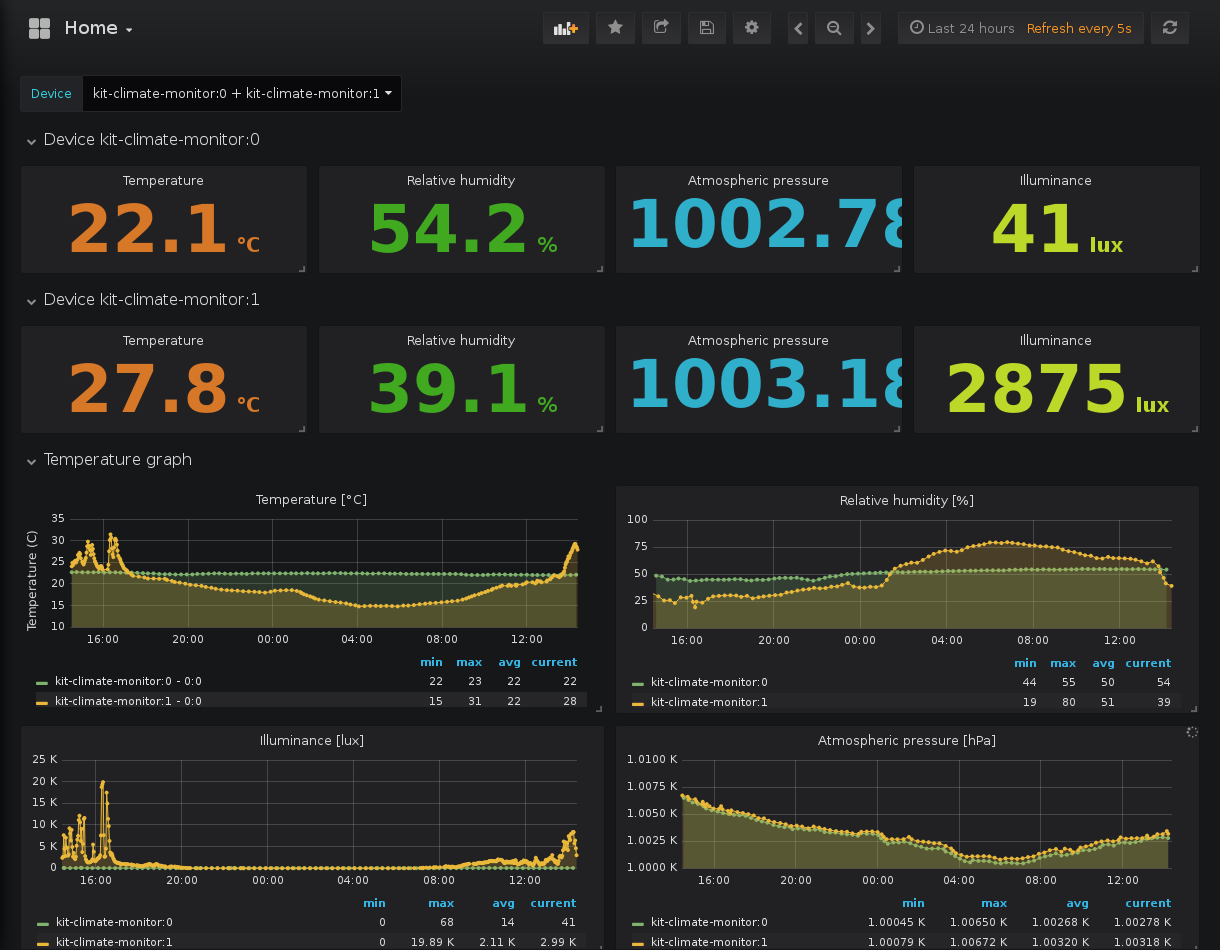 Home
Last 24 hours Refresh every 5s
Device kit-climate-monitor:0 + kit-climate-monitor:1
Device kit-climate-monitor:0
Temperature Relative humidity Atmospheric pressure Illuminance
22.1 °C 54.2 % 1002.78 41 lux
Device kit-climate-monitor:1
Temperature Relative humidity Atmospheric pressure Illuminance
27.8 °C 39.1 % 1003.18 2875 lux
Temperature graph
Temperature [°C]
Temperature (C)
35
30
25
20
15
10
16:00 20:00 00:00 04:00 08:00 12:00
min max avg current
kit-climate-monitor:0 - 0:0 22 23 22 22
kit-climate-monitor:1 - 0:0 15 31 22 28
Relative humidity [%]
100
75
50
25
0
16:00 20:00 00:00 04:00 08:00 12:00
min max avg current
kit-climate-monitor:0 44 55 50 54
kit-climate-monitor:1 19 80 51 39
Illuminance [lux]
25 K
20 K
15 K
10 K
5 K
0
16:00 20:00 00:00 04:00 08:00 12:00
min max avg current
kit-climate-monitor:0 0 68 14 41
kit-climate-monitor:1 0 19.89 K 2.11 K 2.99 K
Atmospheric pressure [hPa]
1.0100 K
1.0075 K
1.0050 K
1.0025 K
1.0000 K
16:00 20:00 00:00 04:00 08:00 12:00
min max avg current
kit-climate-monitor:0 1.00045 K 1.00650 K 1.00268 K 1.00278 K
kit-climate-monitor:1 1.00079 K 1.00672 K 1.00320 K 1.00318 K